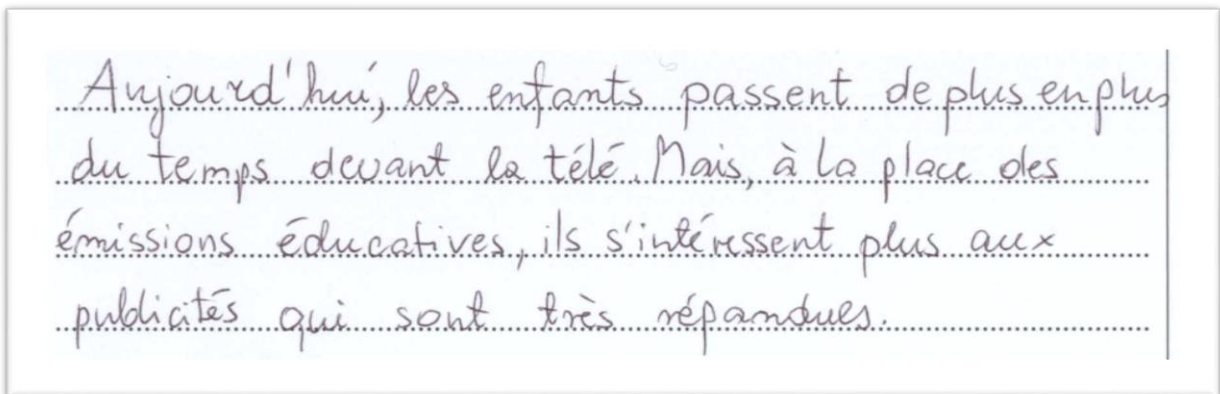 Aujourd'hui, les enfants passent de plus en plus
du temps devant la télé. Mais, à la place des
émissions éducatives, ils s'intéressent plus aux
publicités qui sont très répandues.